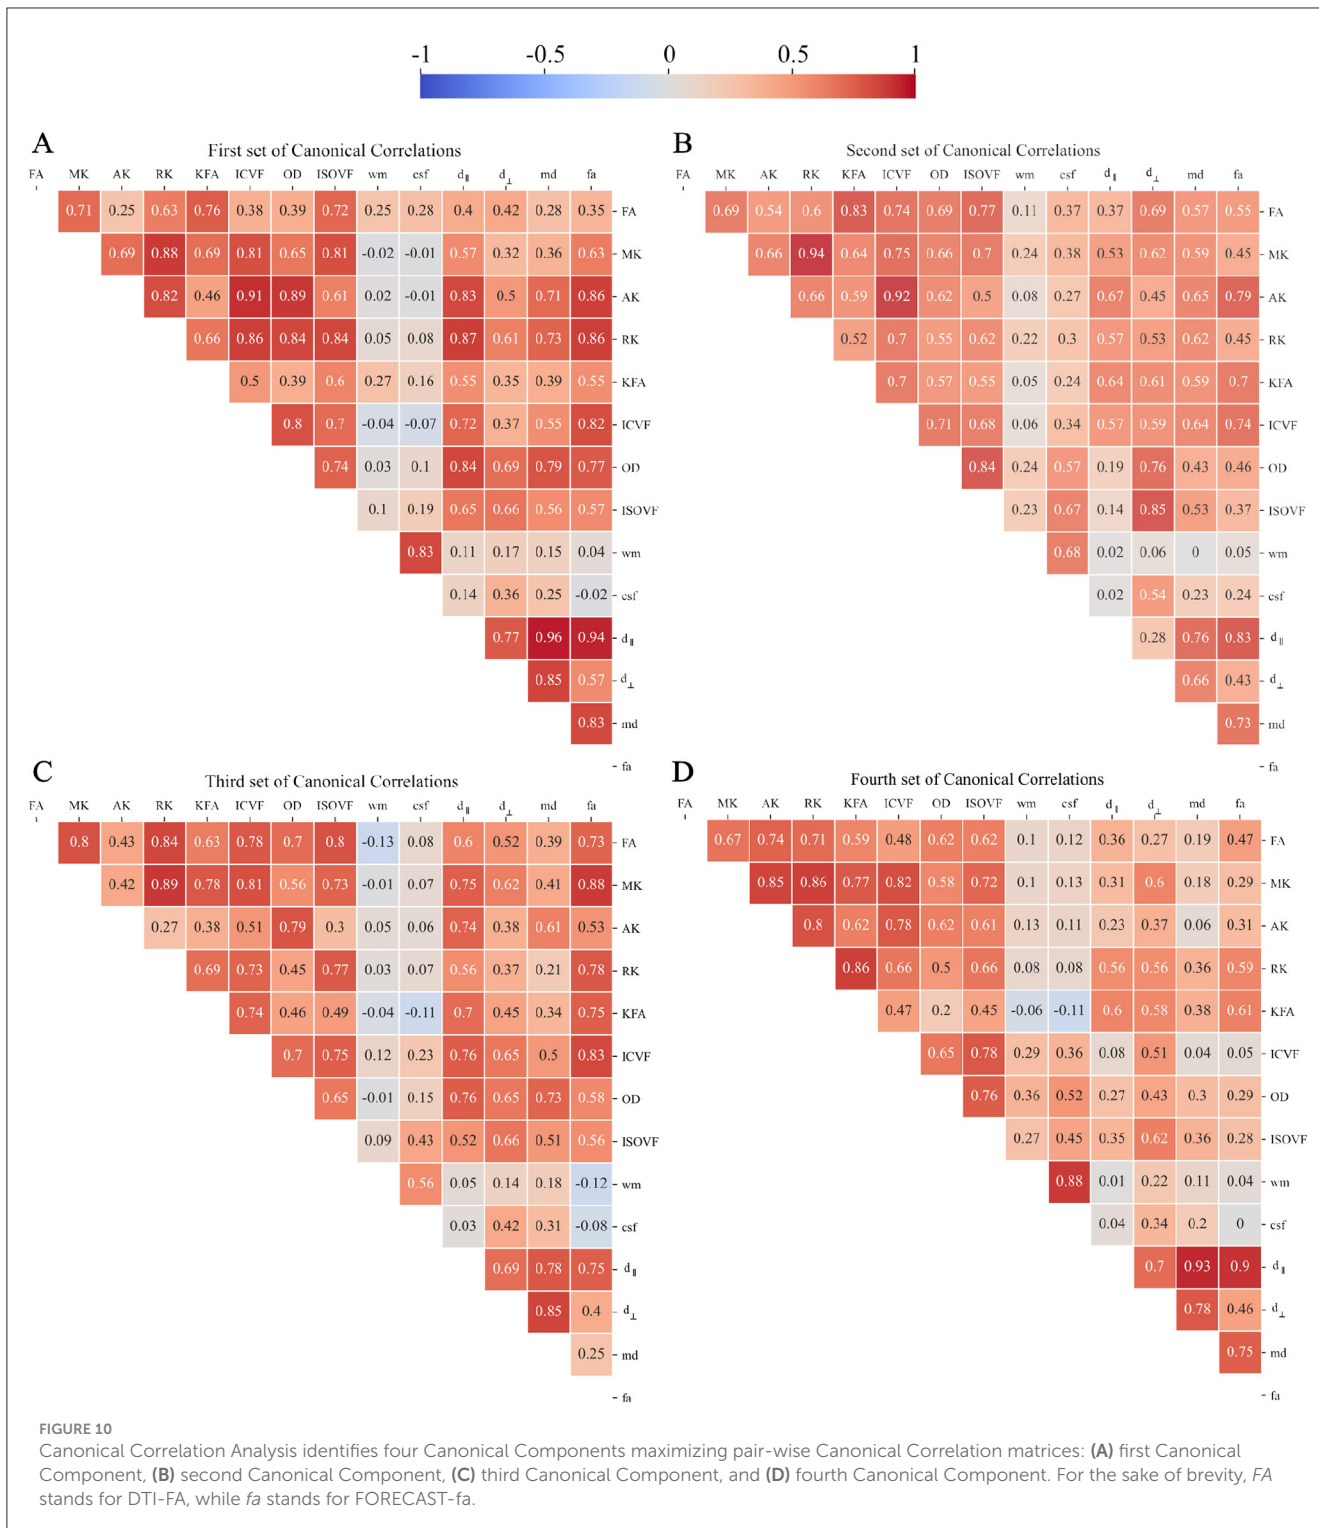 -1 -0.5 0 0.5 1
A
First set of Canonical Correlations
FA MK AK RK KFA ICVF OD ISOVF wm csf d∥ d⊥ md fa
0.71 0.25 0.63 0.76 0.38 0.39 0.72 0.25 0.28 0.4 0.42 0.28 0.35 FA
0.69 0.88 0.69 0.81 0.65 0.81 -0.02 -0.01 0.57 0.32 0.36 0.63 MK
0.82 0.46 0.91 0.89 0.61 0.02 -0.01 0.83 0.5 0.71 0.86 AK
0.66 0.86 0.84 0.84 0.05 0.08 0.87 0.61 0.73 0.86 RK
0.5 0.39 0.6 0.27 0.16 0.55 0.35 0.39 0.55 KFA
0.8 0.7 -0.04 -0.07 0.72 0.37 0.55 0.82 ICVF
0.74 0.03 0.1 0.84 0.69 0.79 0.77 OD
0.1 0.19 0.65 0.66 0.56 0.57 ISOVF
0.83 0.11 0.17 0.15 0.04 wm
0.14 0.36 0.25 -0.02 csf
0.77 0.96 0.94 d∥
0.85 0.57 d⊥
0.83 md
fa
B
Second set of Canonical Correlations
FA MK AK RK KFA ICVF OD ISOVF wm csf d∥ d⊥ md fa
0.69 0.54 0.6 0.83 0.74 0.69 0.77 0.11 0.37 0.37 0.69 0.57 0.55 FA
0.66 0.94 0.64 0.75 0.66 0.7 0.24 0.38 0.53 0.62 0.59 0.45 MK
0.66 0.59 0.92 0.62 0.5 0.08 0.27 0.67 0.45 0.65 0.79 AK
0.52 0.7 0.55 0.62 0.22 0.3 0.57 0.53 0.62 0.45 RK
0.7 0.57 0.55 0.05 0.24 0.64 0.61 0.59 0.7 KFA
0.71 0.68 0.06 0.34 0.57 0.59 0.64 0.74 ICVF
0.84 0.24 0.57 0.19 0.76 0.43 0.46 OD
0.23 0.67 0.14 0.85 0.53 0.37 ISOVF
0.68 0.02 0.06 0 0.05 wm
0.02 0.54 0.23 0.24 csf
0.28 0.76 0.83 d∥
0.66 0.43 d⊥
0.73 md
fa
C
Third set of Canonical Correlations
FA MK AK RK KFA ICVF OD ISOVF wm csf d∥ d⊥ md fa
0.8 0.43 0.84 0.63 0.78 0.7 0.8 -0.13 0.08 0.6 0.52 0.39 0.73 FA
0.42 0.89 0.78 0.81 0.56 0.73 -0.01 0.07 0.75 0.62 0.41 0.88 MK
0.27 0.38 0.51 0.79 0.3 0.05 0.06 0.74 0.38 0.61 0.53 AK
0.69 0.73 0.45 0.77 0.03 0.07 0.56 0.37 0.21 0.78 RK
0.74 0.46 0.49 -0.04 -0.11 0.7 0.45 0.34 0.75 KFA
0.7 0.75 0.12 0.23 0.76 0.65 0.5 0.83 ICVF
0.65 -0.01 0.15 0.76 0.65 0.73 0.58 OD
0.09 0.43 0.52 0.66 0.51 0.56 ISOVF
0.56 0.05 0.14 0.18 -0.12 wm
0.03 0.42 0.31 -0.08 csf
0.69 0.78 0.75 d∥
0.85 0.4 d⊥
0.25 md
fa
D
Fourth set of Canonical Correlations
FA MK AK RK KFA ICVF OD ISOVF wm csf d∥ d⊥ md fa
0.67 0.74 0.71 0.59 0.48 0.62 0.62 0.1 0.12 0.36 0.27 0.19 0.47 FA
0.85 0.86 0.77 0.82 0.58 0.72 0.1 0.13 0.31 0.6 0.18 0.29 MK
0.8 0.62 0.78 0.62 0.61 0.13 0.11 0.23 0.37 0.06 0.31 AK
0.86 0.66 0.5 0.66 0.08 0.08 0.56 0.56 0.36 0.59 RK
0.47 0.2 0.45 -0.06 -0.11 0.6 0.58 0.38 0.61 KFA
0.65 0.78 0.29 0.36 0.08 0.51 0.04 0.05 ICVF
0.76 0.36 0.52 0.27 0.43 0.3 0.29 OD
0.27 0.45 0.35 0.62 0.36 0.28 ISOVF
0.88 0.01 0.22 0.11 0.04 wm
0.04 0.34 0.2 0 csf
0.7 0.93 0.9 d∥
0.78 0.46 d⊥
0.75 md
fa
FIGURE 10
Canonical Correlation Analysis identifies four Canonical Components maximizing pair-wise Canonical Correlation matrices: (A) first Canonical
Component, (B) second Canonical Component, (C) third Canonical Component, and (D) fourth Canonical Component. For the sake of brevity, FA
stands for DTI-FA, while fa stands for FORECAST-fa.